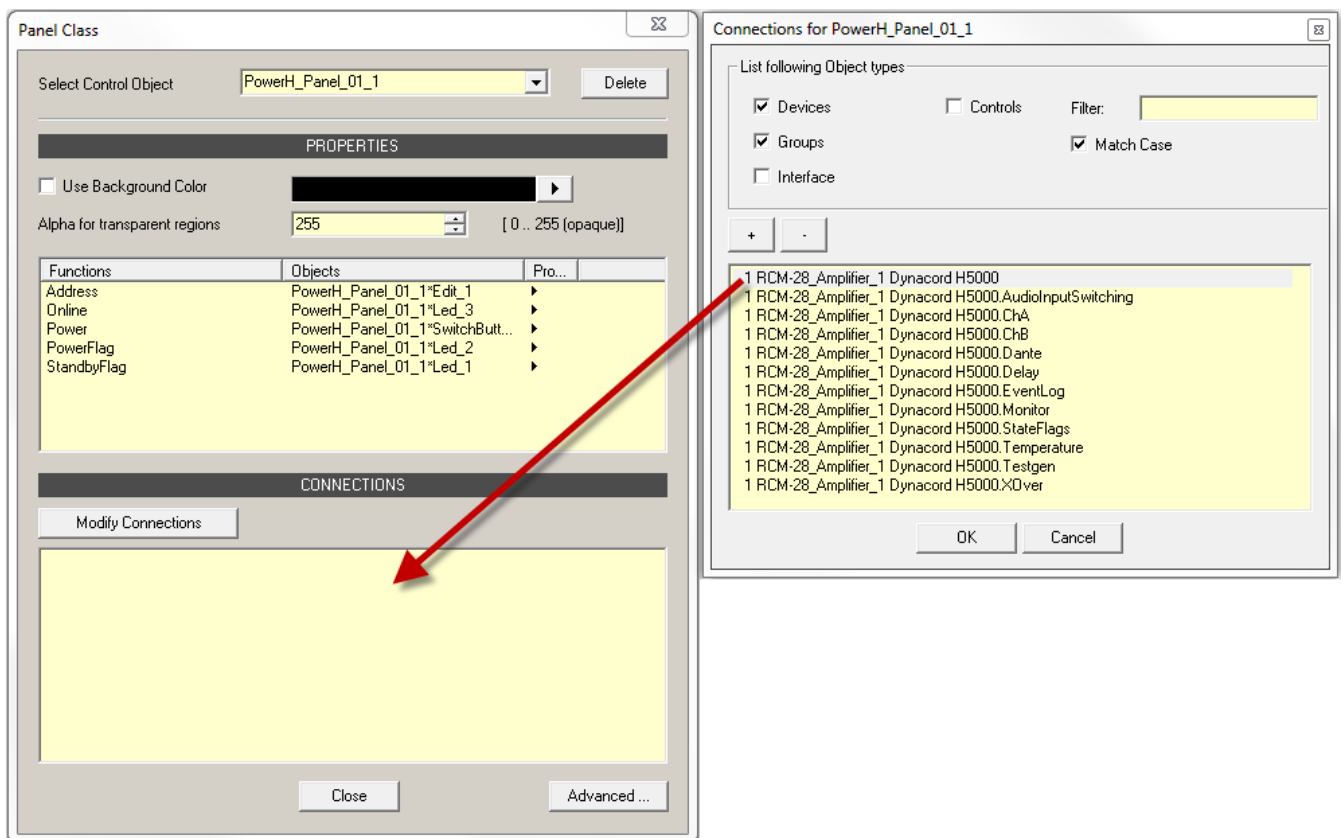 Panel Class
Select Control Object PowerH_Panel_01_1 Delete
PROPERTIES
Use Background Color
Alpha for transparent regions 255 [ 0 .. 255 (opaque)]
Functions Objects Pro...
Address PowerH_Panel_01_1*Edit_1
Online PowerH_Panel_01_1*Led_3
Power PowerH_Panel_01_1*SwitchButt...
PowerFlag PowerH_Panel_01_1*Led_2
StandbyFlag PowerH_Panel_01_1*Led_1
CONNECTIONS
Modify Connections
Close Advanced ...
Connections for PowerH_Panel_01_1
List following Object types
Devices Controls Filter:
Groups Match Case
Interface
+ -
1 RCM-28_Amplifier_1 Dynacord H5000
1 RCM-28_Amplifier_1 Dynacord H5000.AudioInputSwitching
1 RCM-28_Amplifier_1 Dynacord H5000.ChA
1 RCM-28_Amplifier_1 Dynacord H5000.ChB
1 RCM-28_Amplifier_1 Dynacord H5000.Dante
1 RCM-28_Amplifier_1 Dynacord H5000.Delay
1 RCM-28_Amplifier_1 Dynacord H5000.EventLog
1 RCM-28_Amplifier_1 Dynacord H5000.Monitor
1 RCM-28_Amplifier_1 Dynacord H5000.StateFlags
1 RCM-28_Amplifier_1 Dynacord H5000.Temperature
1 RCM-28_Amplifier_1 Dynacord H5000.Testgen
1 RCM-28_Amplifier_1 Dynacord H5000.XOver
OK Cancel